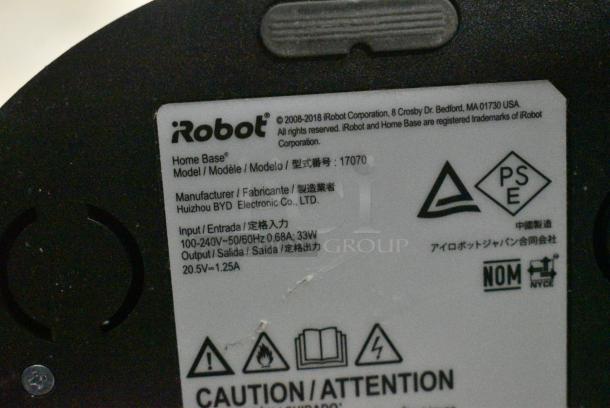 iRobot®
© 2008-2018 iRobot Corporation, 8 Crosby Dr. Bedford, MA 01730 USA.
All rights reserved. iRobot and Home Base are registered trademarks of iRobot
Corporation.
Home Base®
Model / Modèle / Modelo / 型式番号 : 17070
Manufacturer / Fabricante / 製造業者
Huizhou BYD Electronic Co., LTD.
Input / Entrada / 定格入力
100-240V~50/60Hz 0.68A; 33W
Output / Salida / Saída / 定格出力
20.5V⎓1.25A
PS
E
中國製造
アイロボットジャパン合同会社
NOM
NYCE
GROUP
CAUTION / ATTENTION